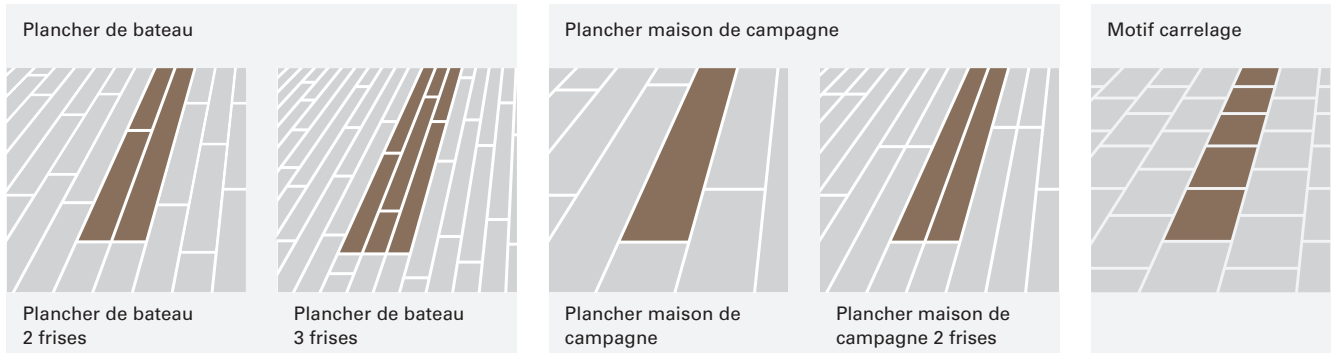 Plancher de bateau
Plancher de bateau
2 frises
Plancher de bateau
3 frises
Plancher maison de campagne
Plancher maison de
campagne
Plancher maison de
campagne 2 frises
Motif carrelage